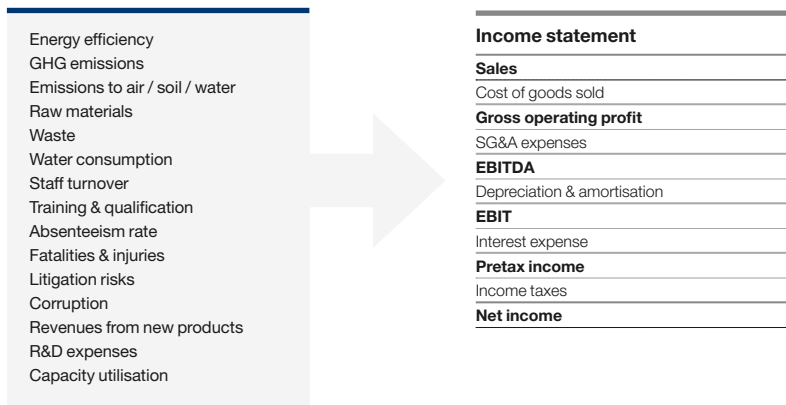 Energy efficiency
GHG emissions
Emissions to air / soil / water
Raw materials
Waste
Water consumption
Staff turnover
Training & qualification
Absenteeism rate
Fatalities & injuries
Litigation risks
Corruption
Revenues from new products
R&D expenses
Capacity utilisation
Income statement
Sales
Cost of goods sold
Gross operating profit
SG&A expenses
EBITDA
Depreciation & amortisation
EBIT
Interest expense
Pretax income
Income taxes
Net income